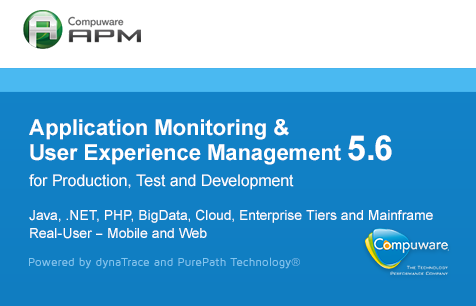 Compuware
APM
Application Monitoring &
User Experience Management 5.6
for Production, Test and Development
Java, .NET, PHP, BigData, Cloud, Enterprise Tiers and Mainframe
Real-User – Mobile and Web
Powered by dynaTrace and PurePath Technology®
Compuware
THE TECHNOLOGY
PERFORMANCE COMPANY